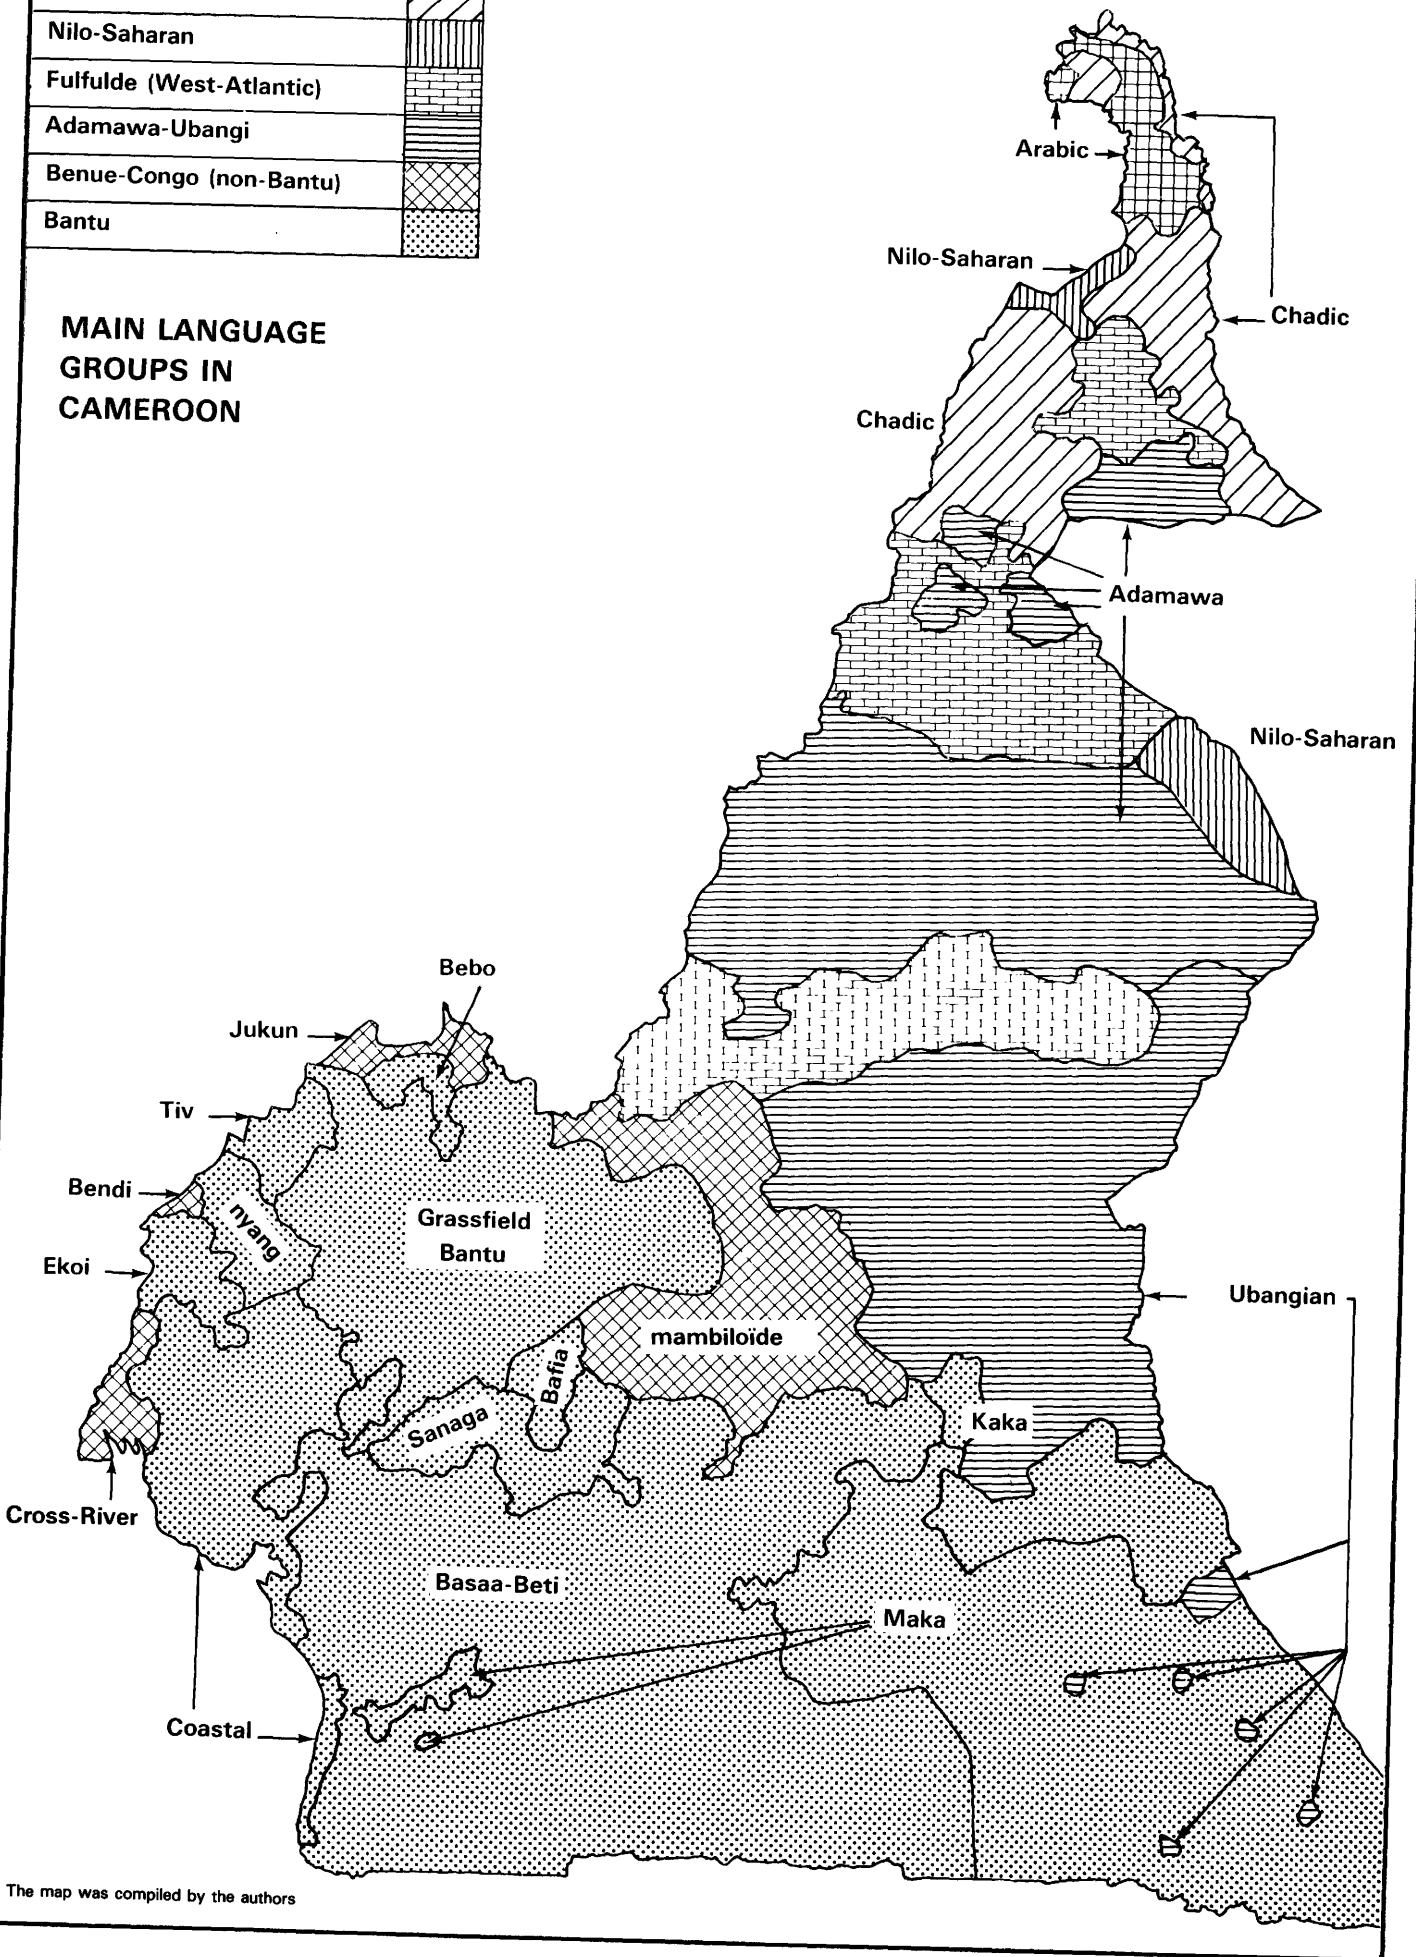 Nilo-Saharan
Fulfulde (West-Atlantic)
Adamawa-Ubangi
Benue-Congo (non-Bantu)
Bantu
MAIN LANGUAGE
GROUPS IN
CAMEROON
Arabic
Nilo-Saharan
Chadic
Chadic
Adamawa
Nilo-Saharan
Bebo
Jukun
Tiv
Bendi
nyang
Grassfield
Bantu
Ekoi
Ubangian
mambiloïde
Bafia
Sanaga
Kaka
Cross-River
Basaa-Beti
Maka
Coastal
The map was compiled by the authors